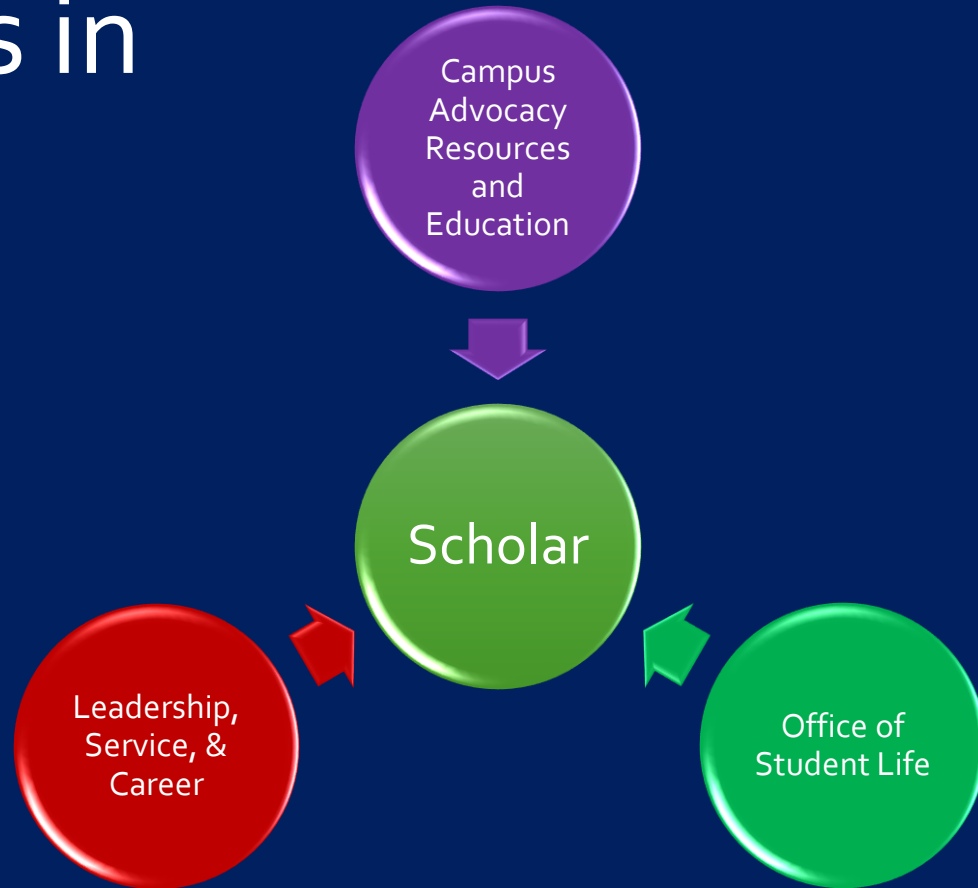 s in
Campus
Advocacy
Resources
and
Education
Scholar
Leadership,
Service, &
Career
Office of
Student Life